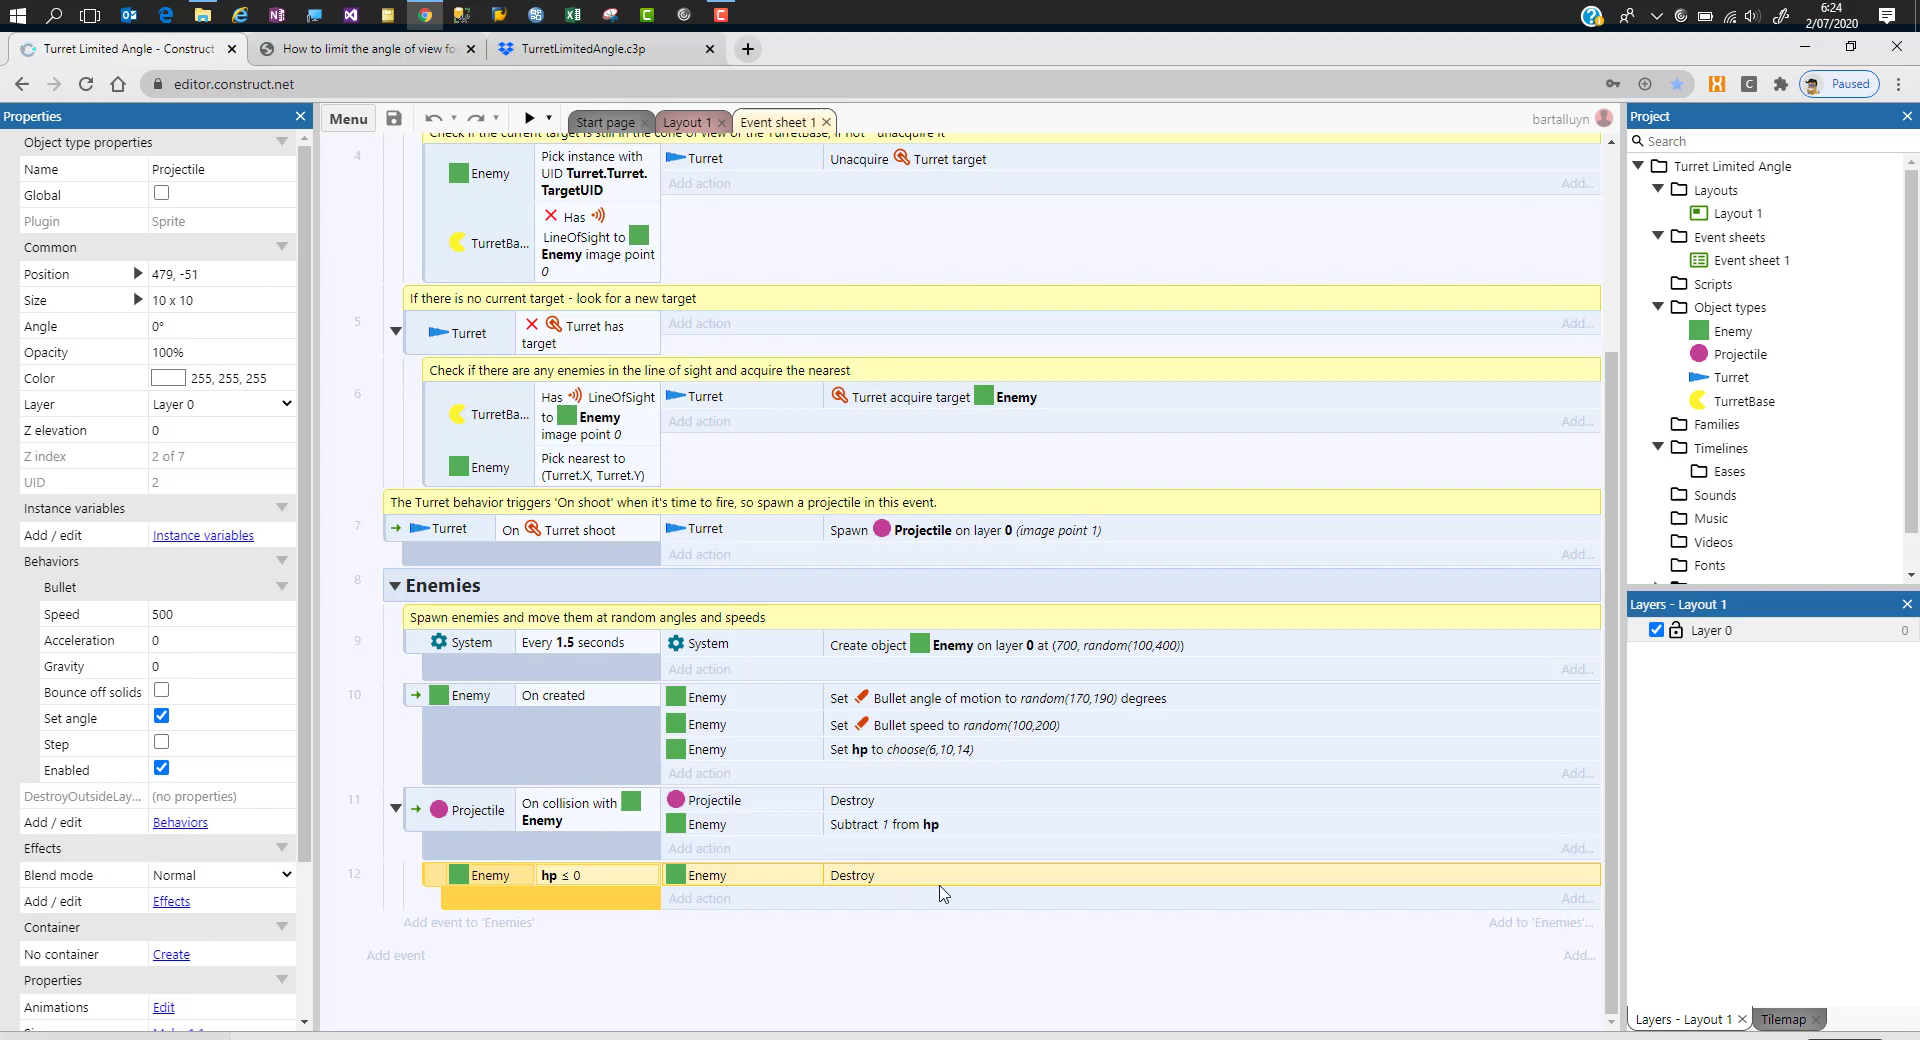 6:24
2/07/2020
Turret Limited Angle - Construct
How to limit the angle of view fo
TurretLimitedAngle.c3p
editor.construct.net
Paused
Properties
Object type properties
Name Projectile
Global
Plugin Sprite
Common
Position 479, -51
Size 10 x 10
Angle 0°
Opacity 100%
Color 255, 255, 255
Layer Layer 0
Z elevation 0
Z index 2 of 7
UID 2
Instance variables
Add / edit Instance variables
Behaviors
Bullet
Speed 500
Acceleration 0
Gravity 0
Bounce off solids
Set angle
Step
Enabled
DestroyOutsideLay... (no properties)
Add / edit Behaviors
Effects
Blend mode Normal
Add / edit Effects
Container
No container Create
Properties
Animations Edit
Menu
Start page
Layout 1
Event sheet 1
bartalluyn
Check if the current target is still in the cone of view of the TurretBase, if not - unacquire it
4
Enemy
Pick instance with
UID Turret.Turret.
TargetUID
Turret
Unacquire Turret target
Add action
Add...
TurretBa...
Has
LineOfSight to
Enemy image point
0
If there is no current target - look for a new target
5
Turret
Turret has
target
Add action
Add...
Check if there are any enemies in the line of sight and acquire the nearest
6
TurretBa...
Has LineOfSight
to Enemy
image point 0
Turret
Turret acquire target Enemy
Add action
Add...
Enemy
Pick nearest to
(Turret.X, Turret.Y)
The Turret behavior triggers 'On shoot' when it's time to fire, so spawn a projectile in this event.
7
Turret
On Turret shoot
Turret
Spawn Projectile on layer 0 (image point 1)
Add action
Add...
8
Enemies
Spawn enemies and move them at random angles and speeds
9
System
Every 1.5 seconds
System
Create object Enemy on layer 0 at (700, random(100,400))
Add action
Add...
10
Enemy
On created
Enemy
Set Bullet angle of motion to random(170,190) degrees
Enemy
Set Bullet speed to random(100,200)
Enemy
Set hp to choose(6,10,14)
Add action
Add...
11
Projectile
On collision with
Enemy
Projectile
Destroy
Enemy
Subtract 1 from hp
Add action
Add...
12
Enemy
hp ≤ 0
Enemy
Destroy
Add action
Add...
Add event to 'Enemies'
Add to 'Enemies'...
Add event
Add...
Project
Search
Turret Limited Angle
Layouts
Layout 1
Event sheets
Event sheet 1
Scripts
Object types
Enemy
Projectile
Turret
TurretBase
Families
Timelines
Eases
Sounds
Music
Videos
Fonts
Layers - Layout 1
Layer 0 0
Layers - Layout 1
Tilemap